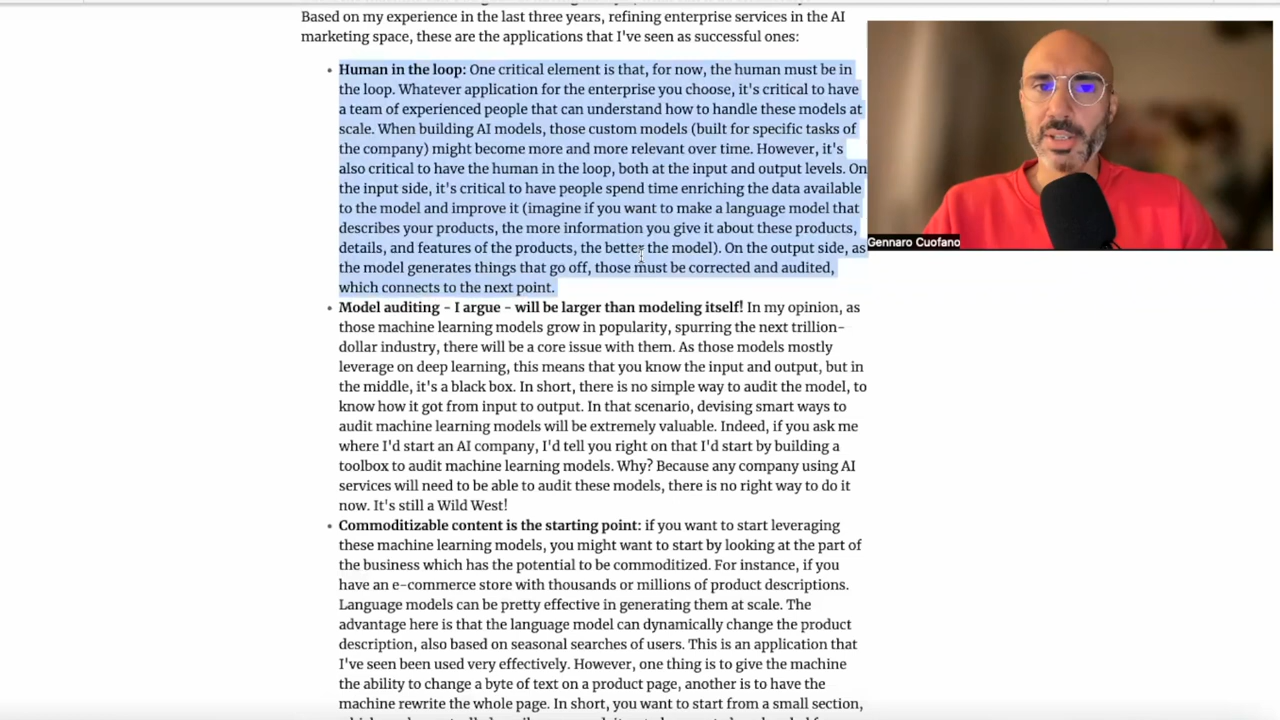 Based on my experience in the last three years, refining enterprise services in the AI
marketing space, these are the applications that I've seen as successful ones:
• Human in the loop: One critical element is that, for now, the human must be in
the loop. Whatever application for the enterprise you choose, it's critical to have
a team of experienced people that can understand how to handle these models at
scale. When building AI models, those custom models (built for specific tasks of
the company) might become more and more relevant over time. However, it's
also critical to have the human in the loop, both at the input and output levels. On
the input side, it's critical to have people spend time enriching the data available
to the model and improve it (imagine if you want to make a language model that
describes your products, the more information you give it about these products,
details, and features of the products, the better the model). On the output side, as
the model generates things that go off, those must be corrected and audited,
which connects to the next point.
• Model auditing - I argue - will be larger than modeling itself! In my opinion, as
those machine learning models grow in popularity, spurring the next trillion-
dollar industry, there will be a core issue with them. As those models mostly
leverage on deep learning, this means that you know the input and output, but in
the middle, it's a black box. In short, there is no simple way to audit the model, to
know how it got from input to output. In that scenario, devising smart ways to
audit machine learning models will be extremely valuable. Indeed, if you ask me
where I'd start an AI company, I'd tell you right on that I'd start by building a
toolbox to audit machine learning models. Why? Because any company using AI
services will need to be able to audit these models, there is no right way to do it
now. It's still a Wild West!
• Commoditizable content is the starting point: if you want to start leveraging
these machine learning models, you might want to start by looking at the part of
the business which has the potential to be commoditized. For instance, if you
have an e-commerce store with thousands or millions of product descriptions.
Language models can be pretty effective in generating them at scale. The
advantage here is that the language model can dynamically change the product
description, also based on seasonal searches of users. This is an application that
I've seen been used very effectively. However, one thing is to give the machine
the ability to change a byte of text on a product page, another is to have the
machine rewrite the whole page. In short, you want to start from a small section,
Gennaro Cuofano